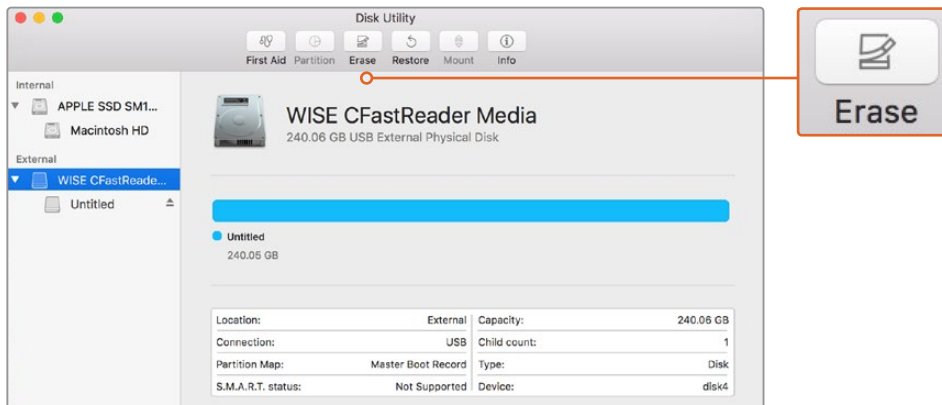 Disk Utility
First Aid Partition Erase Restore Mount Info
Erase
Internal
APPLE SSD SM1...
Macintosh HD
External
WISE CFastReade...
Untitled
WISE CFastReader Media
240.06 GB USB External Physical Disk
Untitled
240.05 GB
Location: External Capacity: 240.06 GB
Connection: USB Child count: 1
Partition Map: Master Boot Record Type: Disk
S.M.A.R.T. status: Not Supported Device: disk4